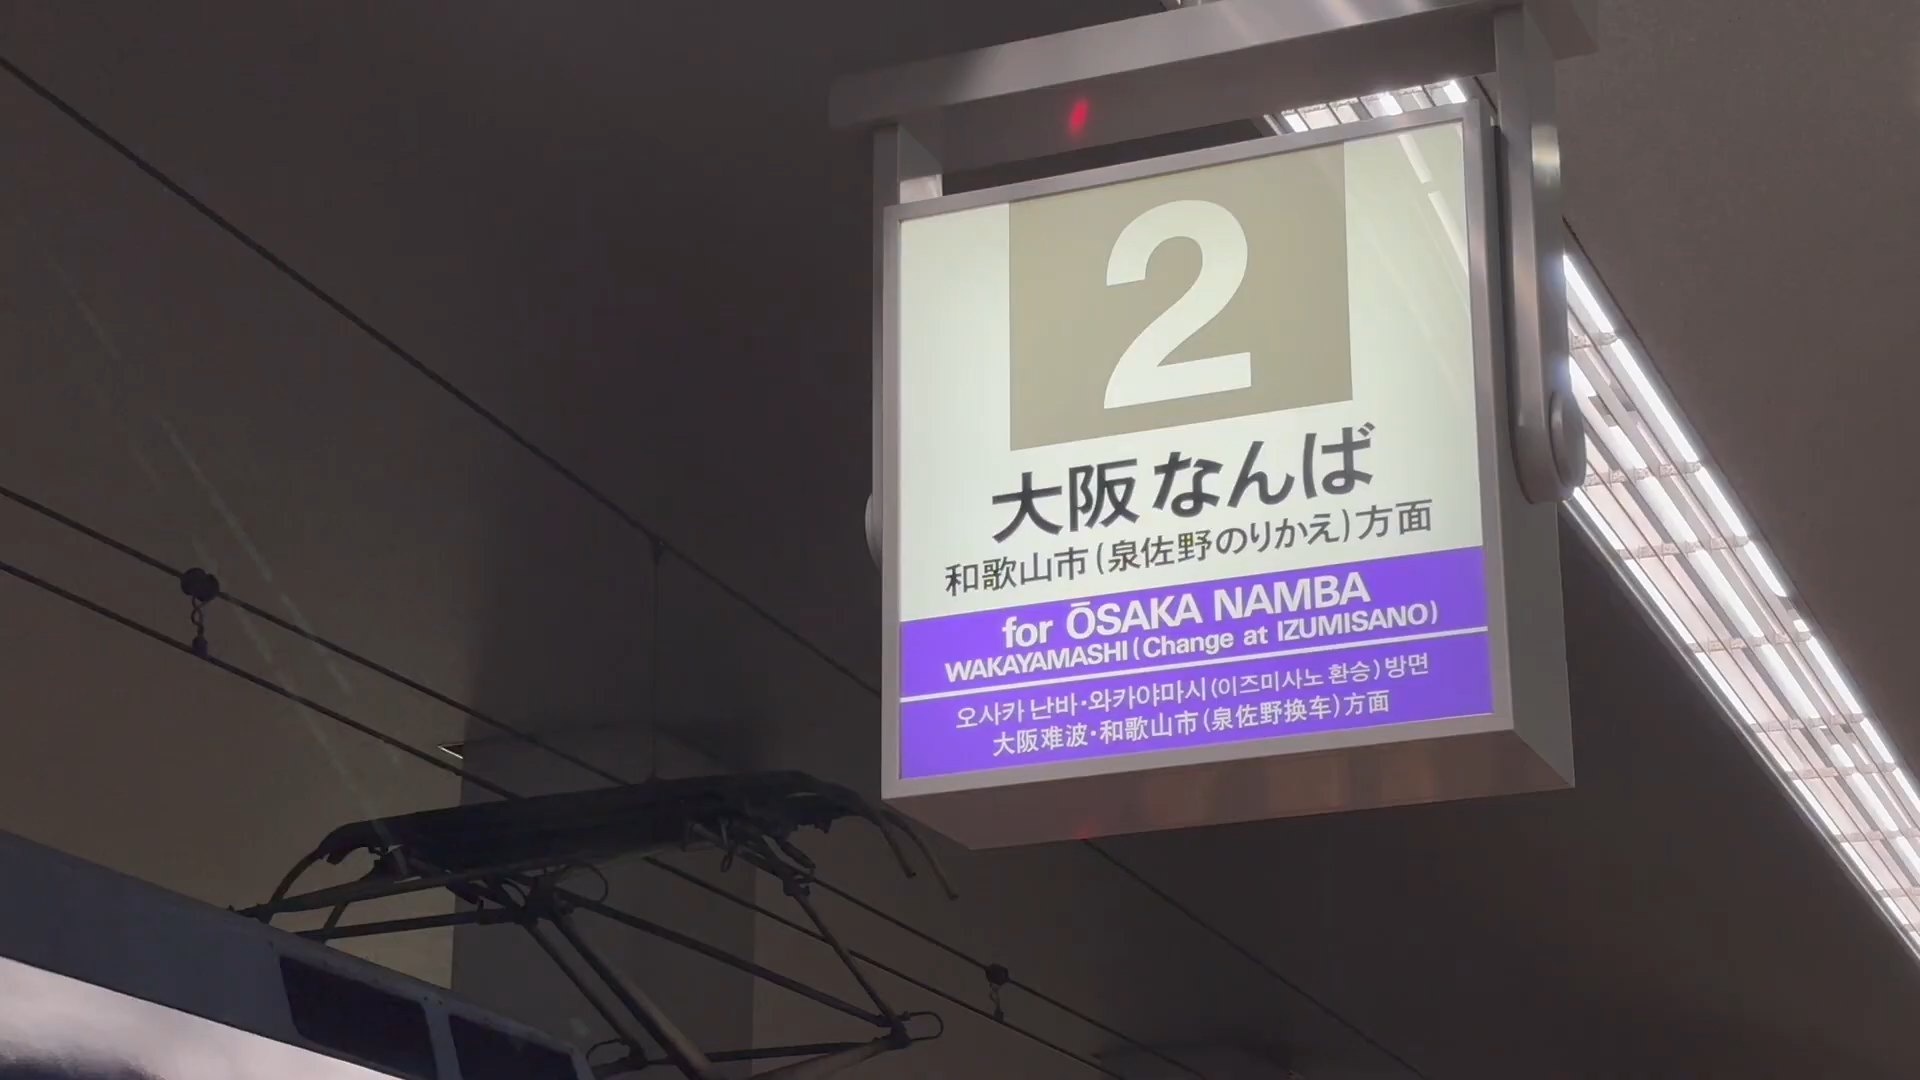 2
大阪なんば
和歌山市(泉佐野のりかえ)方面
for ŌSAKA NAMBA
WAKAYAMASHI (Change at IZUMISANO)
오사카 난바·와카야마시 (이즈미사노 환승) 방면
大阪难波·和歌山市 (泉佐野换车) 方面